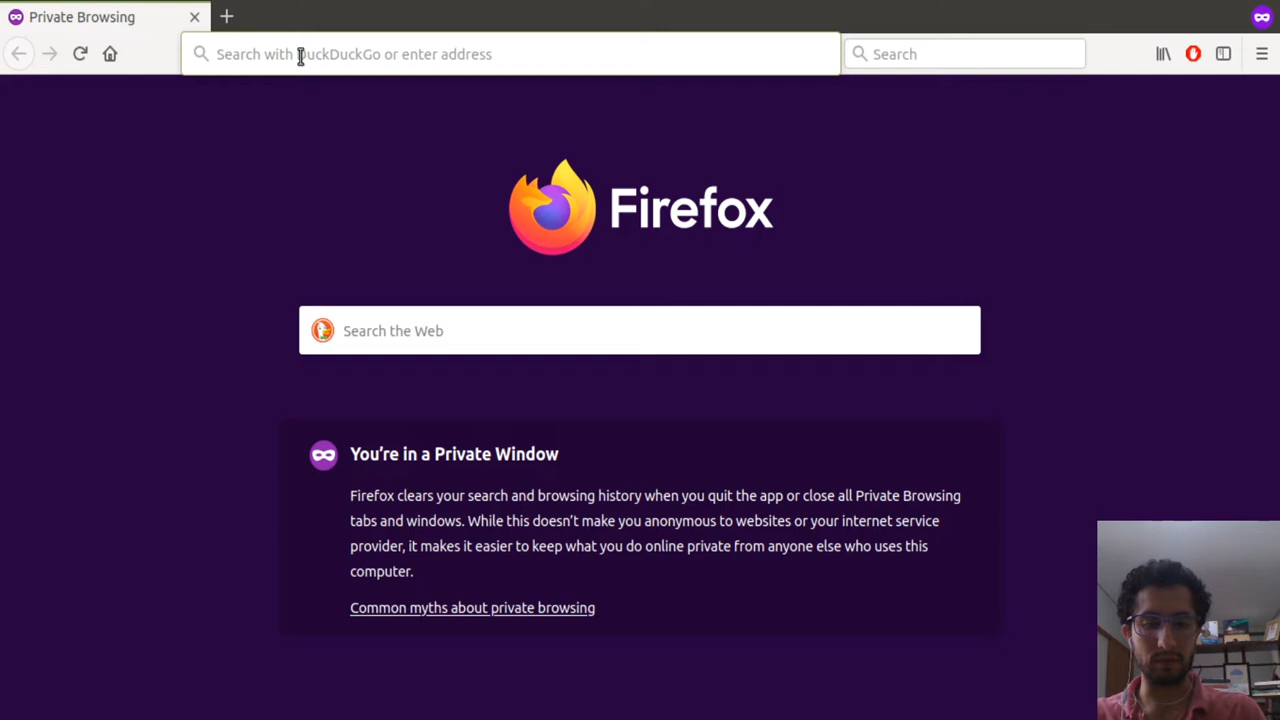 Private Browsing
Search with DuckDuckGo or enter address
Search
Firefox
Search the Web
You're in a Private Window
Firefox clears your search and browsing history when you quit the app or close all Private Browsing
tabs and windows. While this doesn't make you anonymous to websites or your internet service
provider, it makes it easier to keep what you do online private from anyone else who uses this
computer.
Common myths about private browsing